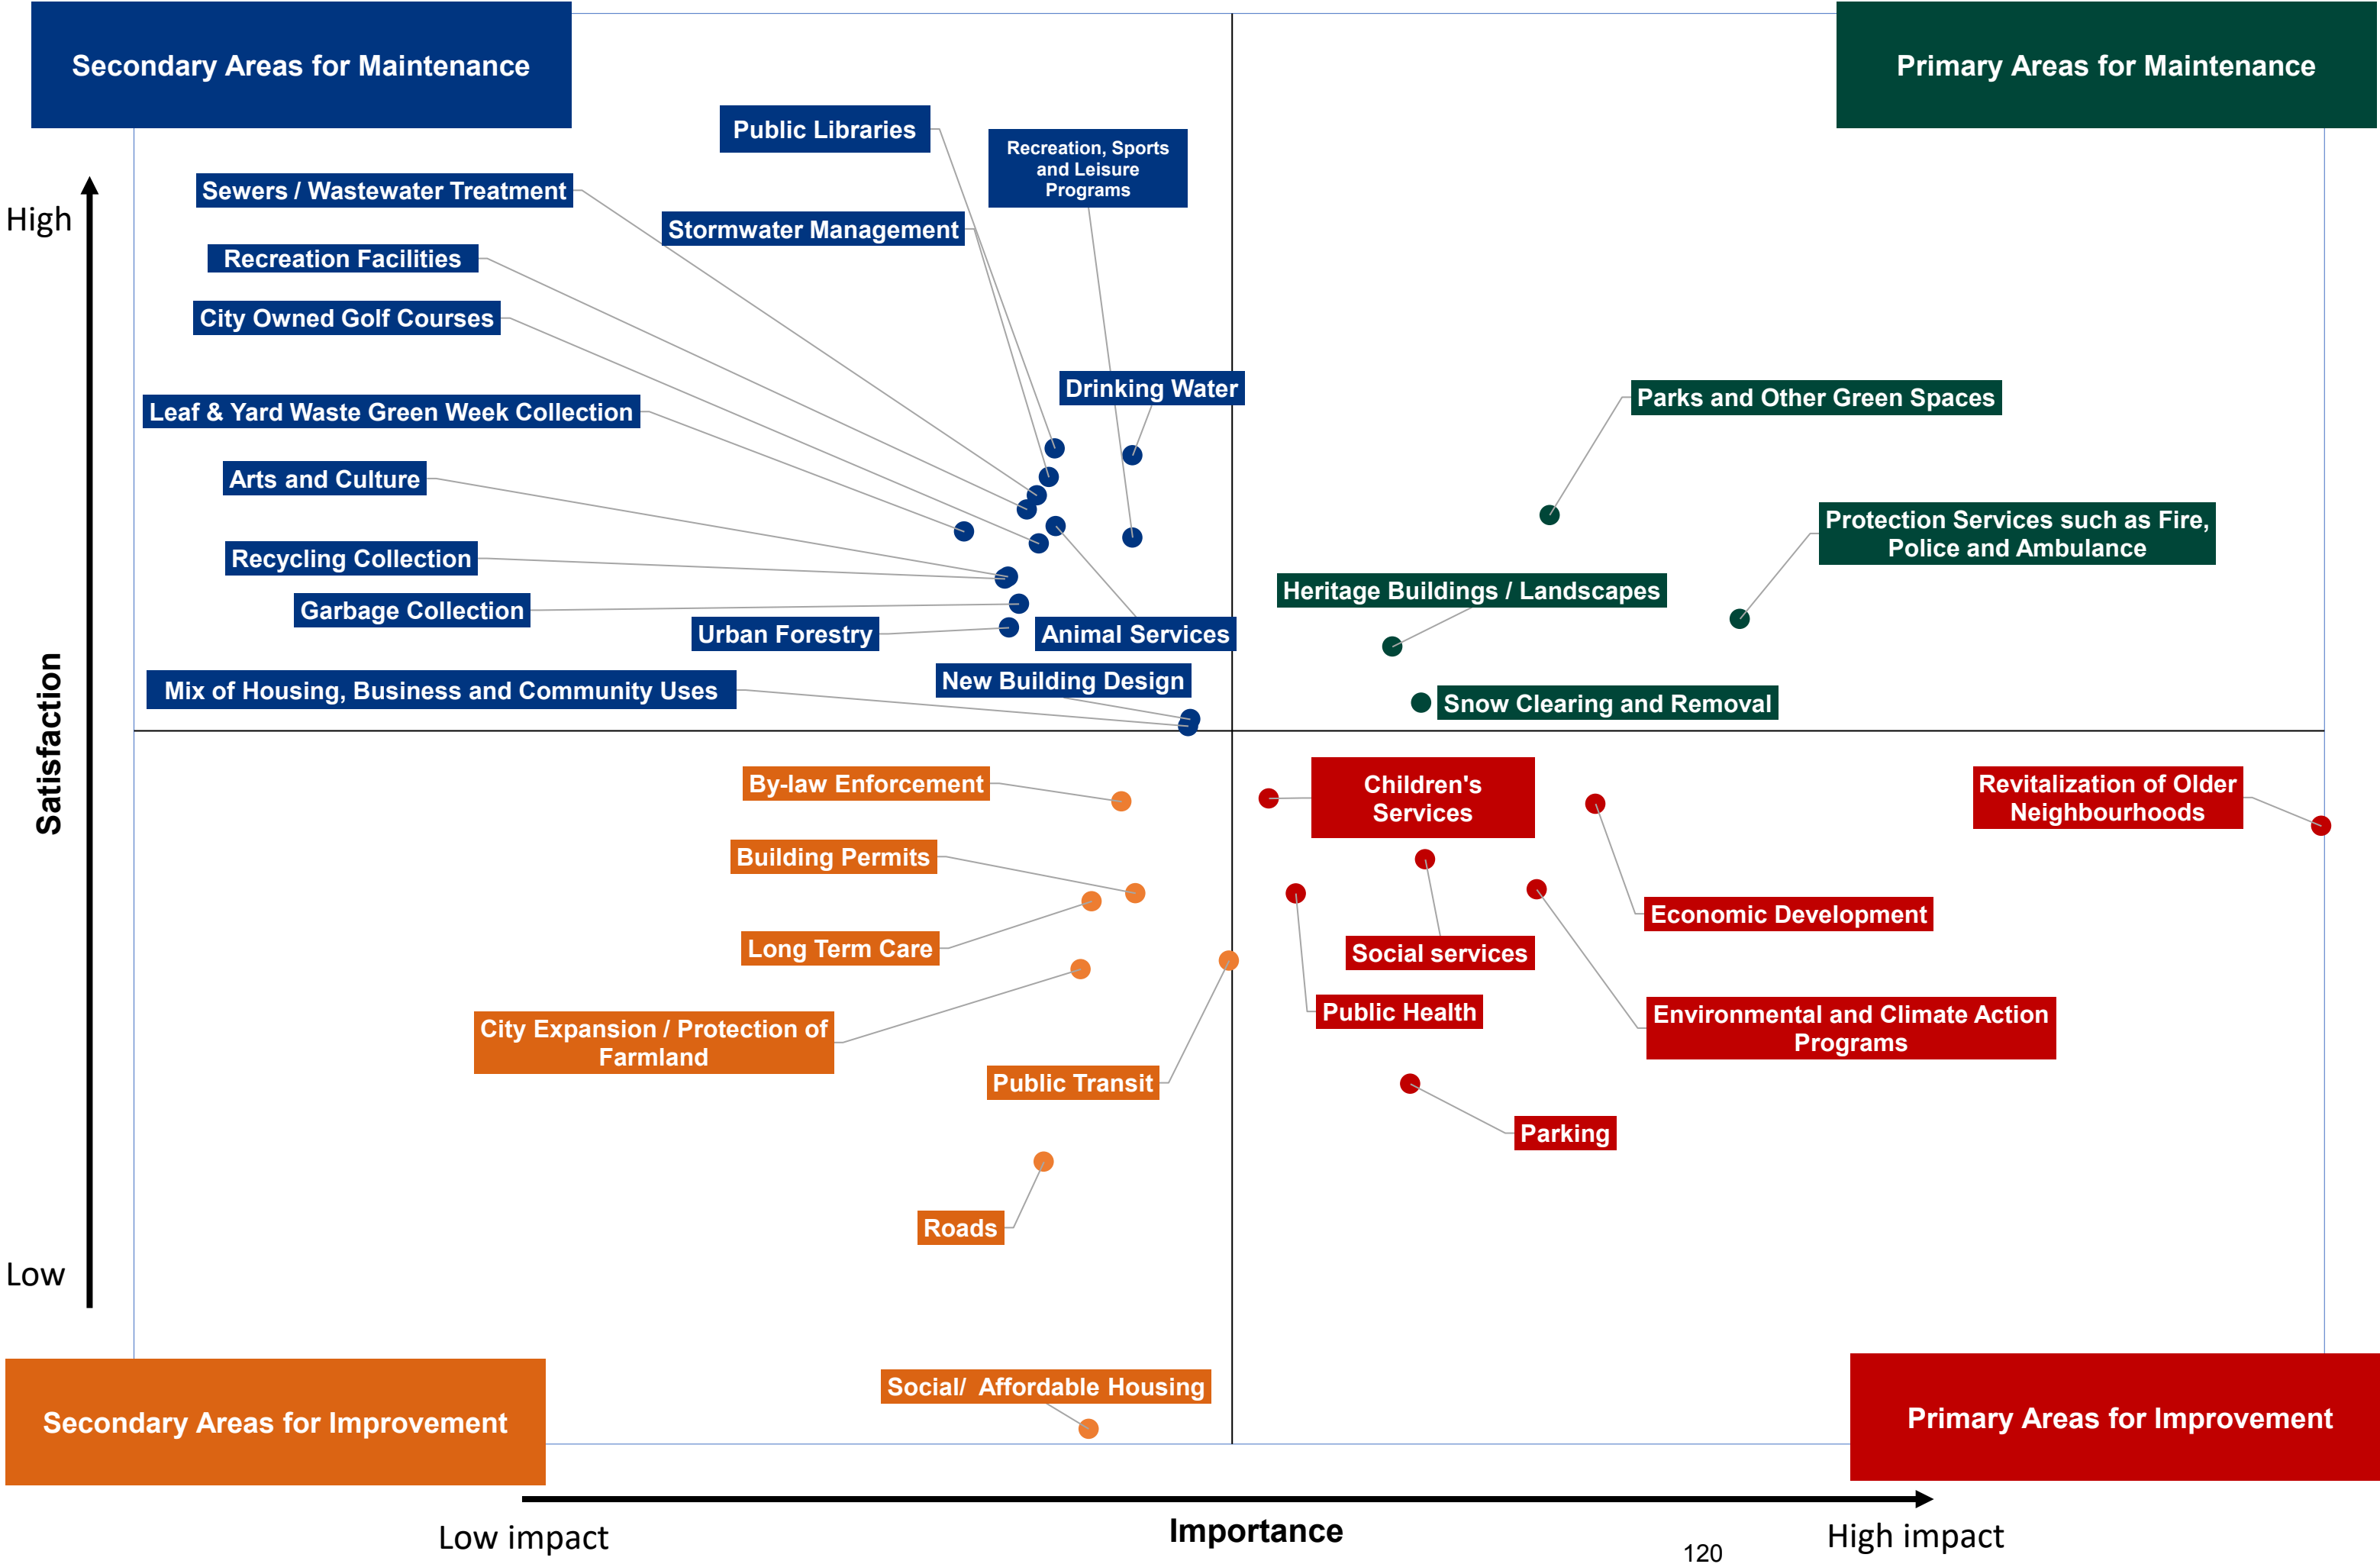 Secondary Areas for Maintenance
Primary Areas for Maintenance
Public Libraries
Recreation, Sports
and Leisure
Programs
Sewers / Wastewater Treatment
High
Stormwater Management
Recreation Facilities
City Owned Golf Courses
Drinking Water
Parks and Other Green Spaces
Leaf & Yard Waste Green Week Collection
Arts and Culture
Protection Services such as Fire,
Police and Ambulance
Recycling Collection
Heritage Buildings / Landscapes
Garbage Collection
Urban Forestry
Animal Services
New Building Design
Mix of Housing, Business and Community Uses
Snow Clearing and Removal
Satisfaction
By-law Enforcement
Children's
Services
Revitalization of Older
Neighbourhoods
Building Permits
Economic Development
Long Term Care
Social services
Public Health
City Expansion / Protection of
Farmland
Environmental and Climate Action
Programs
Public Transit
Parking
Roads
Low
Social/  Affordable Housing
Secondary Areas for Improvement
Primary Areas for Improvement
Low impact
Importance
High impact
120